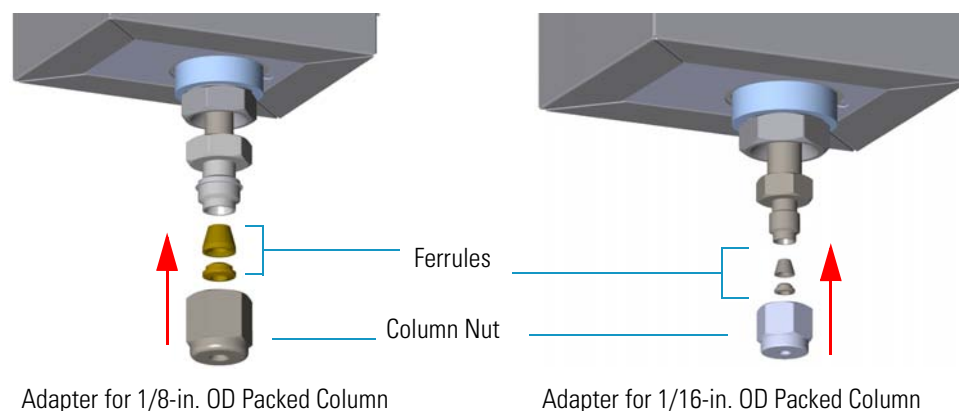 Ferrules
Column Nut
Adapter for 1/8-in. OD Packed Column
Adapter for 1/16-in. OD Packed Column